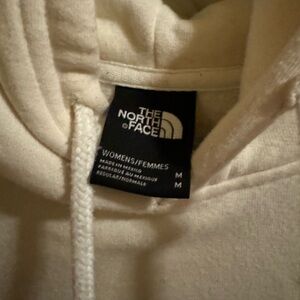 THE
NORTH
FACE
WOMENS/FEMMES
MADE IN MEXICO M
FABRIQUÉ AU MEXIQUE M
REGULAR/NORMALE